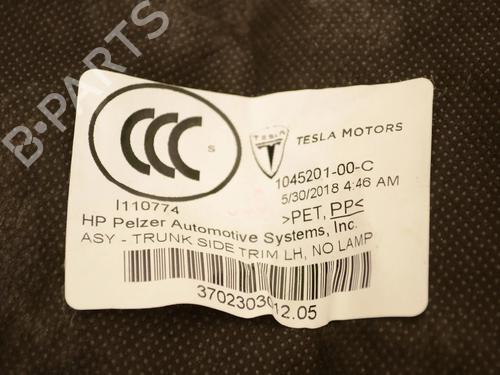 B-PARTS
CCC S
TESLA
TESLA MOTORS
I110774
1045201-00-C
5/30/2018 4:46 AM
>PET, PP<
HP Pelzer Automotive Systems, Inc.
ASY - TRUNK SIDE TRIM LH, NO LAMP
3702303012.05